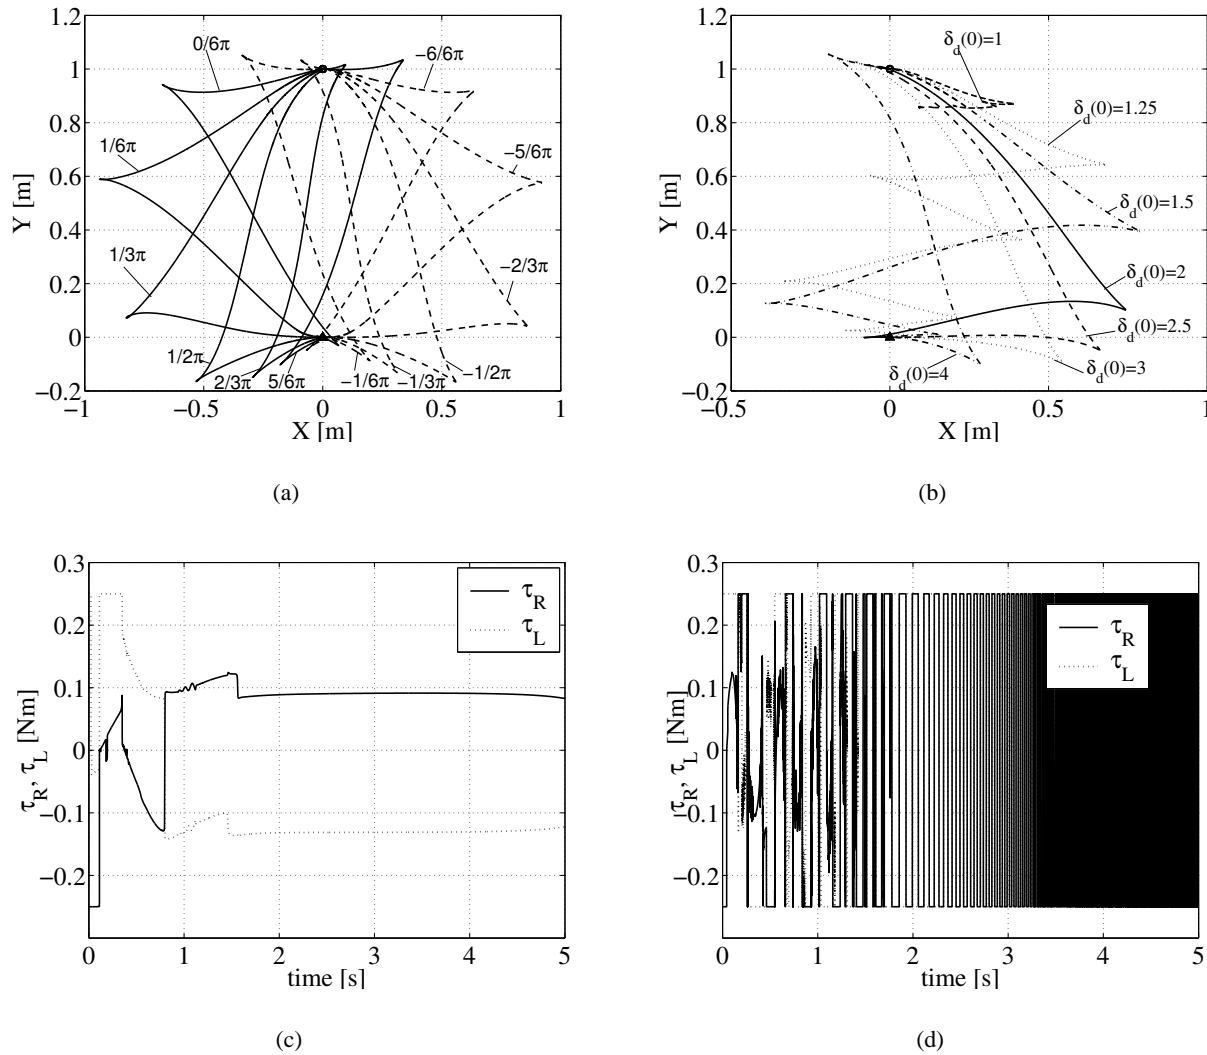 1.2
1
0.8
0.6
0.4
0.2
0
−0.2
Y [m]
0/6π
−6/6π
1/6π
−5/6π
1/3π
−2/3π
1/2π
2/3π
5/6π
−1/6π
−1/3π
−1/2π
−1
−0.5
0
0.5
1
X [m]
(a)
1.2
1
0.8
0.6
0.4
0.2
0
−0.2
Y [m]
δd(0)=1
δd(0)=1.25
δd(0)=1.5
δd(0)=2
δd(0)=2.5
δd(0)=3
δd(0)=4
−0.5
0
0.5
1
X [m]
(b)
0.3
0.2
0.1
0
−0.1
−0.2
τR, τL [Nm]
τR
τL
0
1
2
3
4
5
time [s]
(c)
0.3
0.2
0.1
0
−0.1
−0.2
τR, τL [Nm]
τR
τL
0
1
2
3
4
5
time [s]
(d)